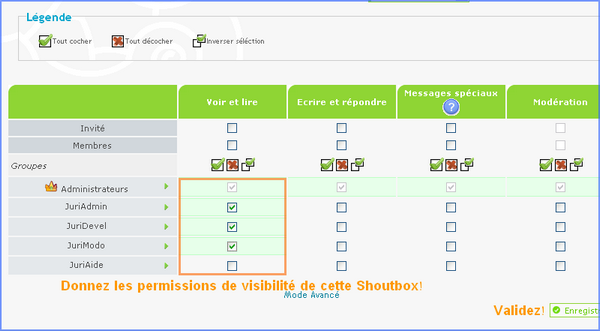 Légende
Tout cocher Tout décocher Inverser séléction
Voir et lire Ecrire et répondre Messages spéciaux ? Modération
Invité
Membres
Groupes
Administrateurs
JuriAdmin
JuriDevel
JuriModo
JuriAide
Donnez les permissions de visibilité de cette Shoutbox!
Mode Avancé
Validez! Enregist